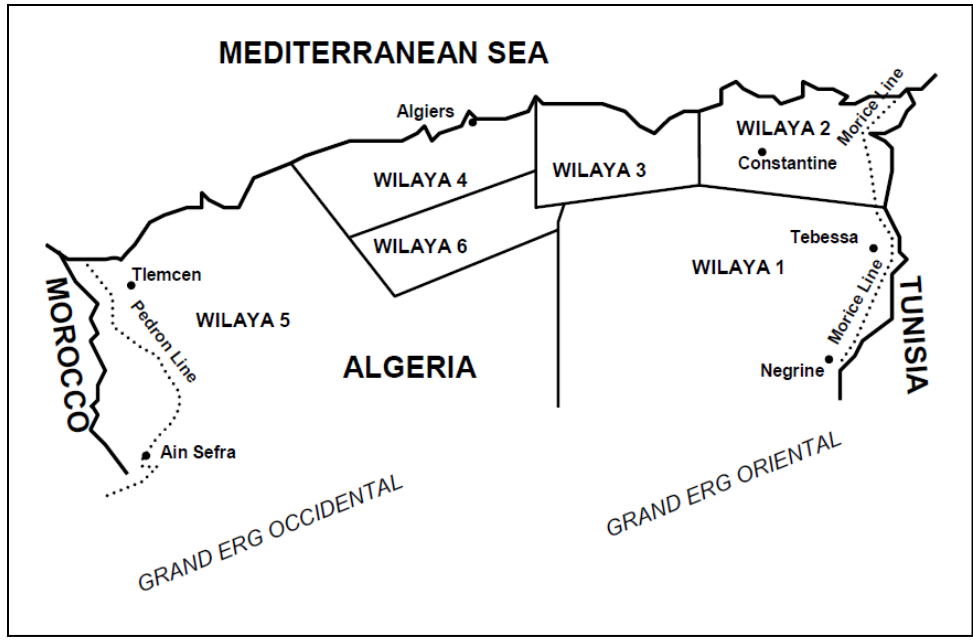 MEDITERRANEAN SEA
Algiers
Morice Line
WILAYA 2
Constantine
WILAYA 3
WILAYA 4
WILAYA 6
Tebessa
WILAYA 1
Tlemcen
MOROCCO
Pedron Line
WILAYA 5
ALGERIA
Morice Line
TUNISIA
Negrine
Ain Sefra
GRAND ERG OCCIDENTAL
GRAND ERG ORIENTAL